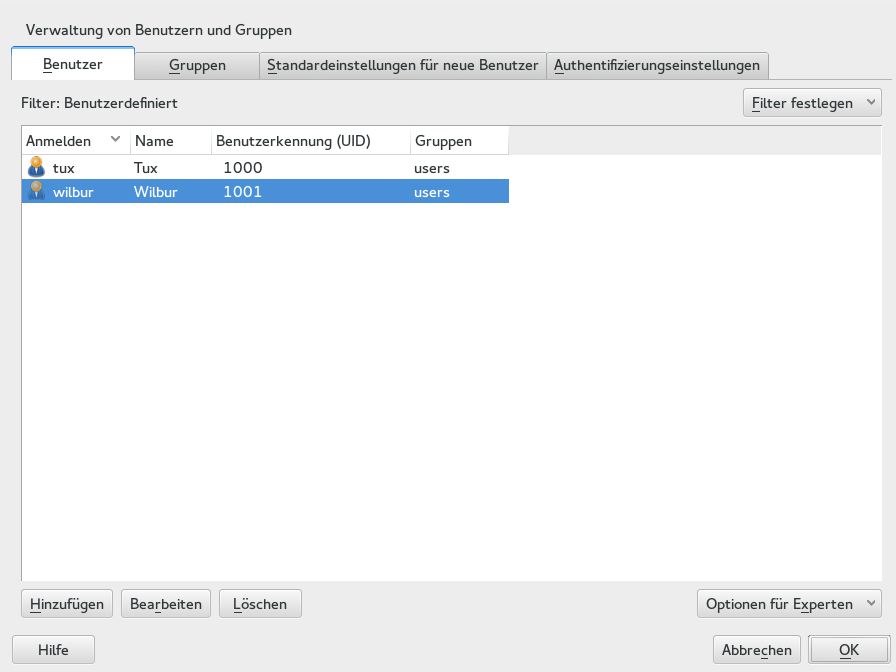 Verwaltung von Benutzern und Gruppen
Benutzer Gruppen Standardeinstellungen für neue Benutzer Authentifizierungseinstellungen
Filter: Benutzerdefiniert Filter festlegen
Anmelden Name Benutzerkennung (UID) Gruppen
tux Tux 1000 users
wilbur Wilbur 1001 users
Hinzufügen Bearbeiten Löschen Optionen für Experten
Hilfe Abbrechen OK